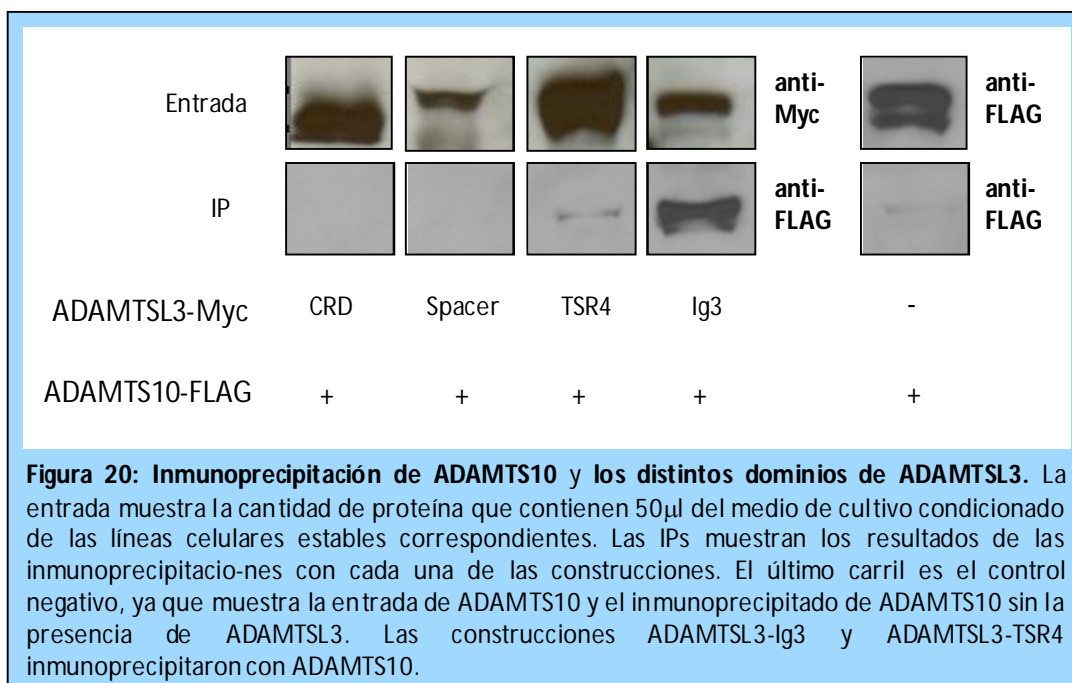 Entrada
anti-Myc
anti-FLAG
IP
anti-FLAG
anti-FLAG
ADAMTSL3-Myc CRD Spacer TSR4 Ig3 -
ADAMTS10-FLAG + + + + +
Figura 20: Inmunoprecipitación de ADAMTS10 y los distintos dominios de ADAMTSL3. La
entrada muestra la cantidad de proteína que contienen 50µl del medio de cultivo condicionado
de las líneas celulares estables correspondientes. Las IPs muestran los resultados de las
inmunoprecipitacio-nes con cada una de las construcciones. El último carril es el control
negativo, ya que muestra la entrada de ADAMTS10 y el inmunoprecipitado de ADAMTS10 sin la
presencia de ADAMTSL3. Las construcciones ADAMTSL3-Ig3 y ADAMTSL3-TSR4
inmunoprecipitaron con ADAMTS10.